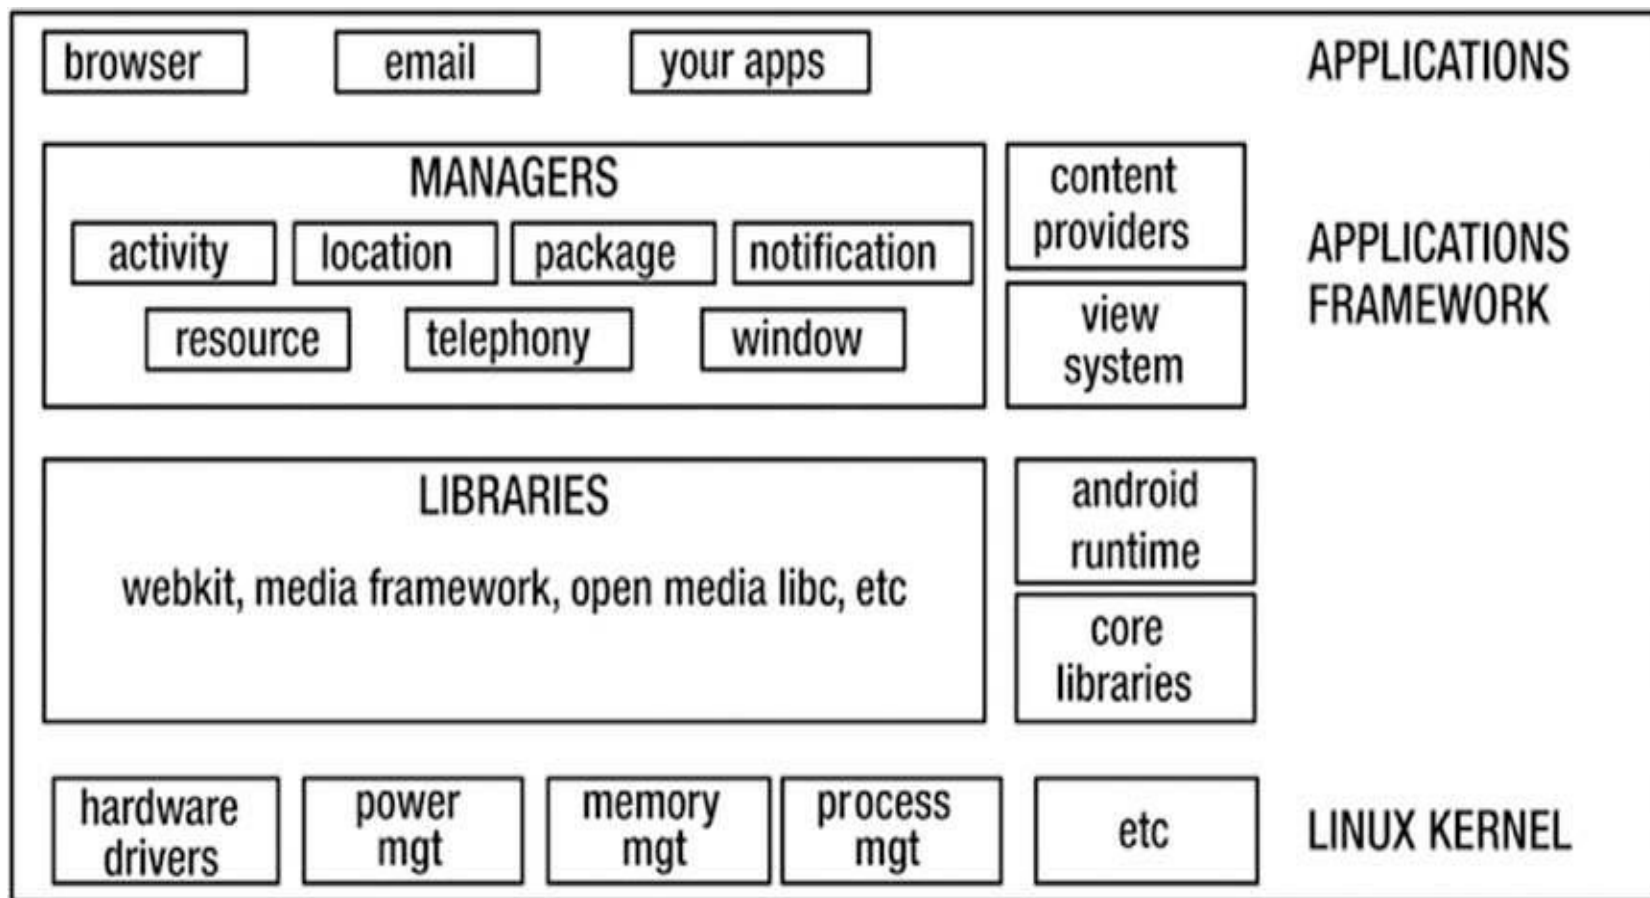 browser email your apps APPLICATIONS
MANAGERS
activity location package notification
resource telephony window
content
providers
view
system
APPLICATIONS
FRAMEWORK
LIBRARIES
webkit, media framework, open media libc, etc
android
runtime
core
libraries
hardware
drivers
power
mgt
memory
mgt
process
mgt
etc
LINUX KERNEL